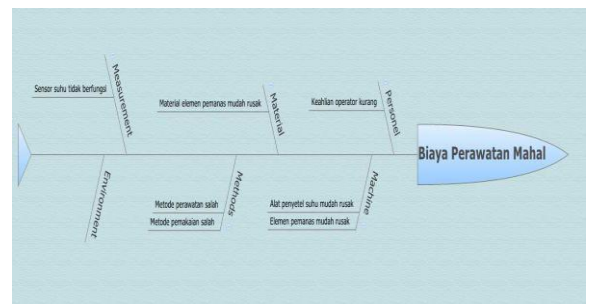 Measurement
Sensor suhu tidak berfungsi
Material
Material elemen pemanas mudah rusak
Personel
Keahlian operator kurang
Biaya Perawatan Mahal
Environment
Methods
Metode perawatan salah
Metode pemakaian salah
Machine
Alat penyetel suhu mudah rusak
Elemen pemanas mudah rusak